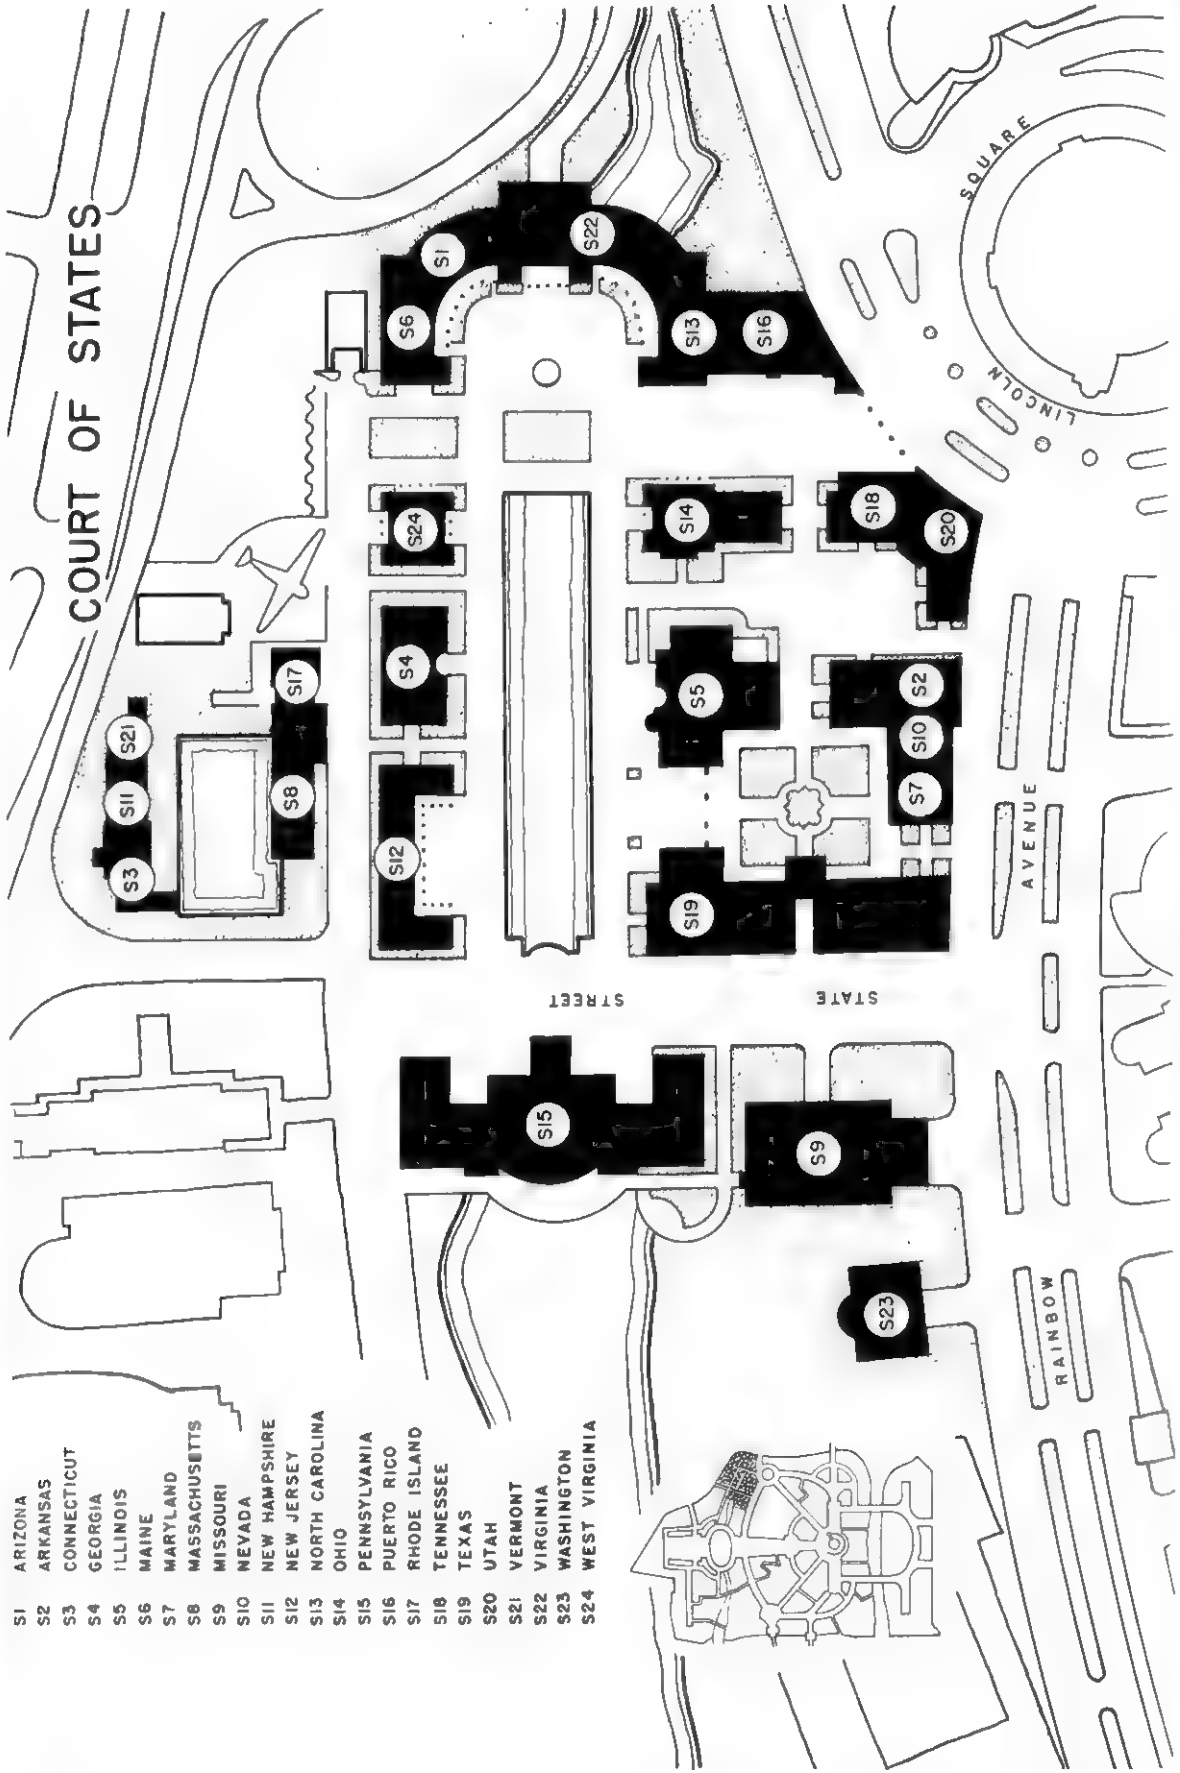 COURT OF STATES
S1 ARIZONA
S2 ARKANSAS
S3 CONNECTICUT
S4 GEORGIA
S5 ILLINOIS
S6 MAINE
S7 MARYLAND
S8 MASSACHUSETTS
S9 MISSOURI
S10 NEVADA
S11 NEW HAMPSHIRE
S12 NEW JERSEY
S13 NORTH CAROLINA
S14 OHIO
S15 PENNSYLVANIA
S16 PUERTO RICO
S17 RHODE ISLAND
S18 TENNESSEE
S19 TEXAS
S20 UTAH
S21 VERMONT
S22 VIRGINIA
S23 WASHINGTON
S24 WEST VIRGINIA
S3
S11
S21
S8
S17
S12
S4
S24
S6
S1
S22
S13
S16
S15
S19
S5
S14
S18
S20
S9
S7
S10
S2
S23
STATE STREET
RAINBOW AVENUE
LINCOLN SQUARE